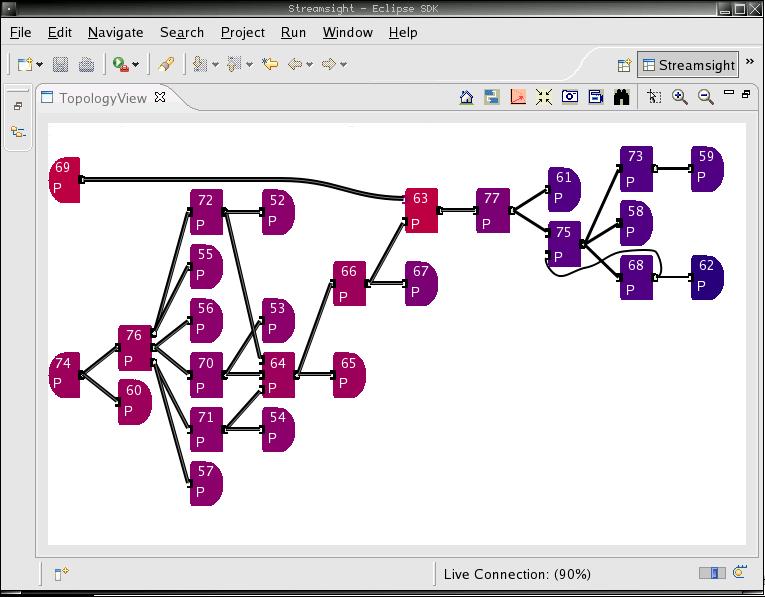 Streamsight - Eclipse SDK
File Edit Navigate Search Project Run Window Help
Streamsight »
TopologyView
69
P
72
P
52
P
55
P
56
P
53
P
74
P
76
P
60
P
70
P
64
P
65
P
71
P
54
P
57
P
66
P
67
P
63
P
77
P
61
P
75
P
73
P
59
P
58
P
68
P
62
P
Live Connection: (90%)